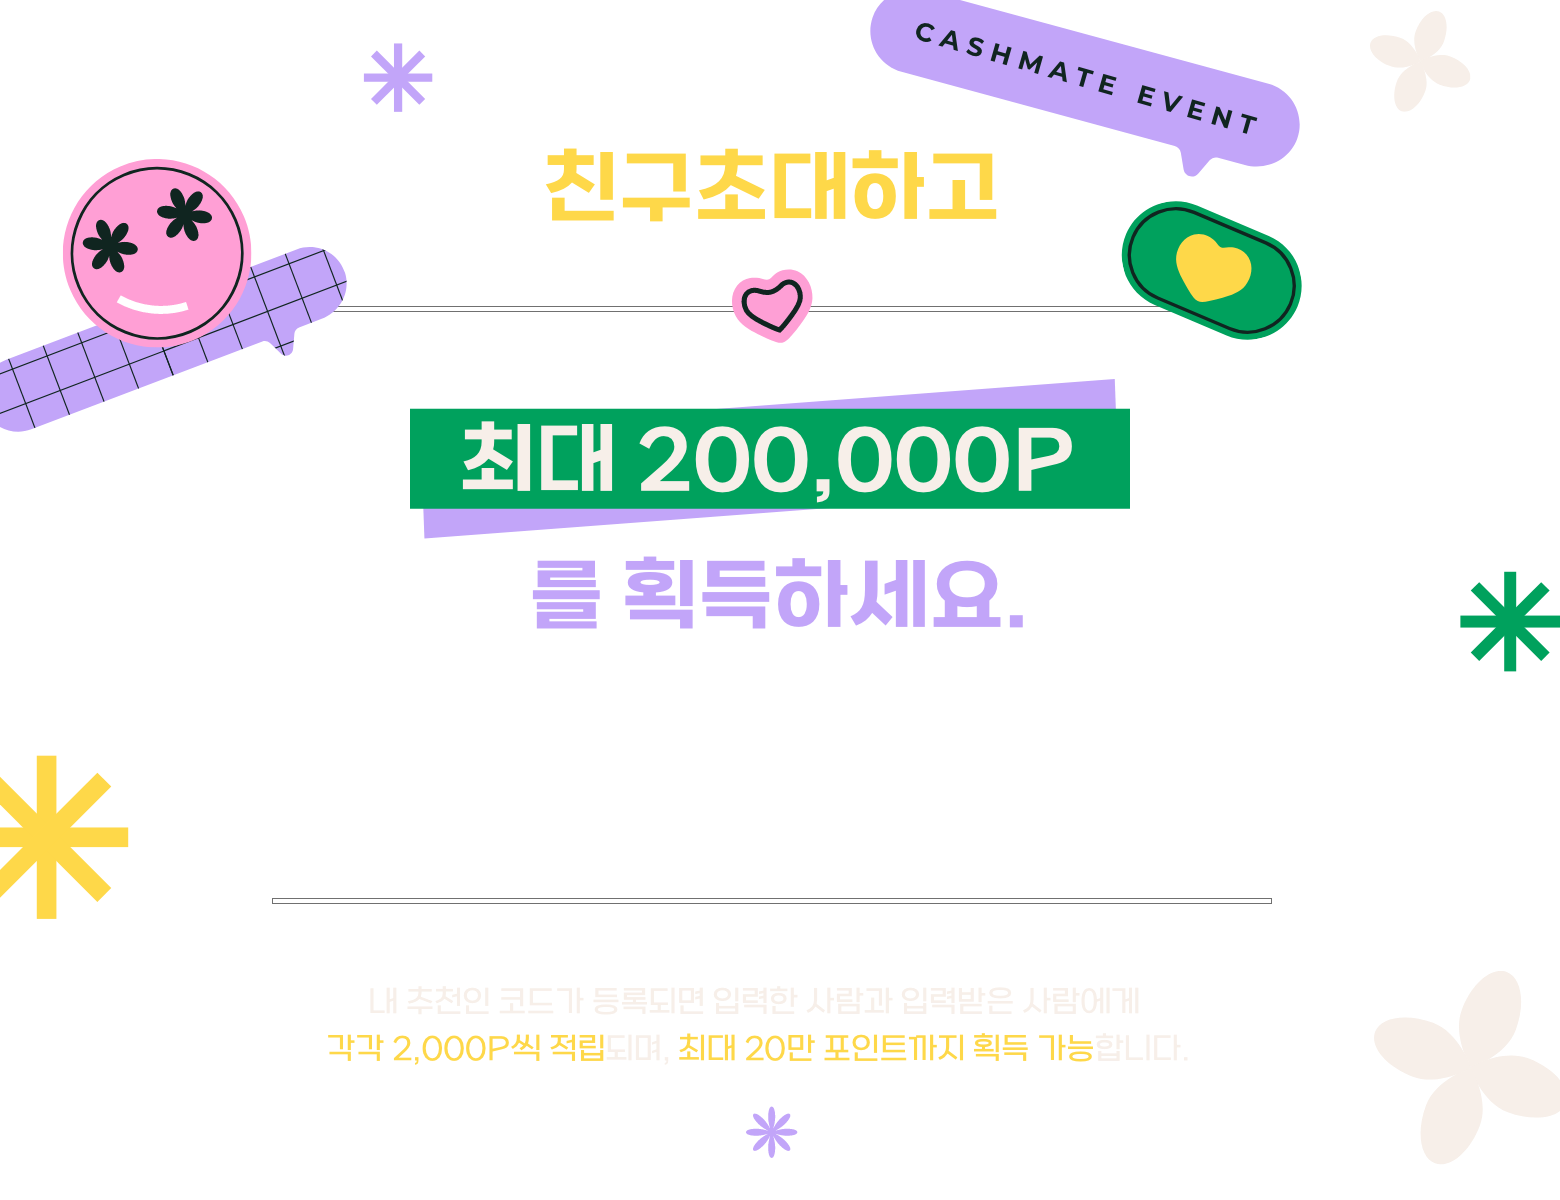 CASHMATE EVENT
친구초대하고
최대 200,000P
를 획득하세요.
내 추천인 코드가 등록되면 입력한 사람과 입력받은 사람에게
각각 2,000P씩 적립되며, 최대 20만 포인트까지 획득 가능합니다.